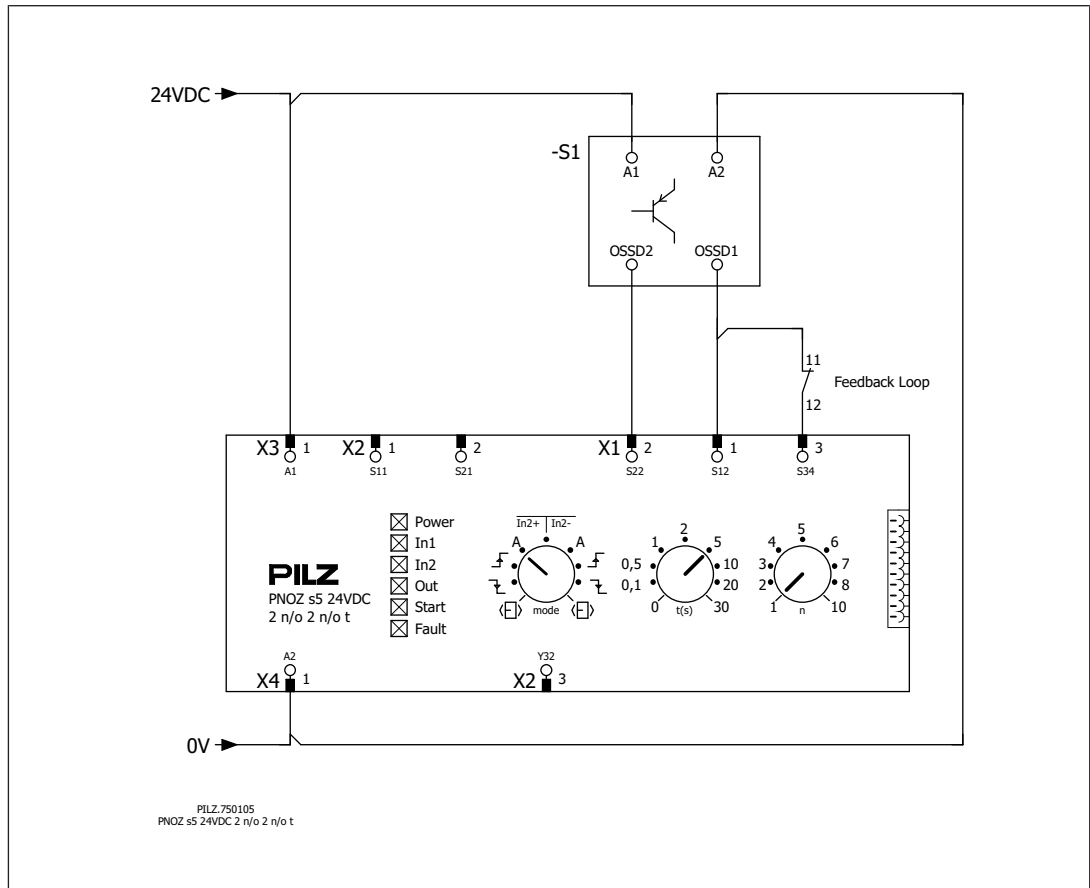 24VDC
-S1
A1 A2
OSSD2 OSSD1
11
Feedback Loop
12
X3 1 X2 1 2 X1 2 1 3
A1 S11 S21 S22 S12 S34
Power
In1
In2
Out
Start
Fault
In2+ In2-
A A
mode
2
1 5
0,5 10
0,1 20
0 t(s) 30
5
4 6
3 7
2 8
1 n 10
PILZ
PNOZ s5 24VDC
2 n/o 2 n/o t
A2 Y32
X4 1 X2 3
0V
PILZ.750105
PNOZ s5 24VDC 2 n/o 2 n/o t